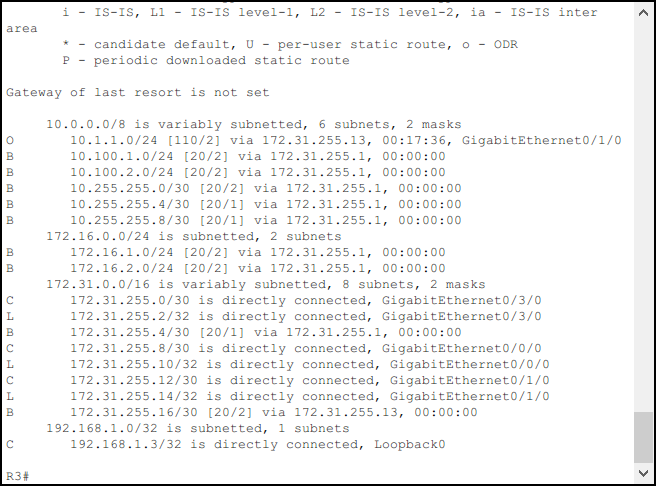 i - IS-IS, L1 - IS-IS level-1, L2 - IS-IS level-2, ia - IS-IS inter
area
* - candidate default, U - per-user static route, o - ODR
P - periodic downloaded static route
Gateway of last resort is not set
10.0.0.0/8 is variably subnetted, 6 subnets, 2 masks
O 10.1.1.0/24 [110/2] via 172.31.255.13, 00:17:36, GigabitEthernet0/1/0
B 10.100.1.0/24 [20/2] via 172.31.255.1, 00:00:00
B 10.100.2.0/24 [20/2] via 172.31.255.1, 00:00:00
B 10.255.255.0/30 [20/2] via 172.31.255.1, 00:00:00
B 10.255.255.4/30 [20/1] via 172.31.255.1, 00:00:00
B 10.255.255.8/30 [20/1] via 172.31.255.1, 00:00:00
172.16.0.0/24 is subnetted, 2 subnets
B 172.16.1.0/24 [20/2] via 172.31.255.1, 00:00:00
B 172.16.2.0/24 [20/2] via 172.31.255.1, 00:00:00
172.31.0.0/16 is variably subnetted, 8 subnets, 2 masks
C 172.31.255.0/30 is directly connected, GigabitEthernet0/3/0
L 172.31.255.2/32 is directly connected, GigabitEthernet0/3/0
B 172.31.255.4/30 [20/1] via 172.31.255.1, 00:00:00
C 172.31.255.8/30 is directly connected, GigabitEthernet0/0/0
L 172.31.255.10/32 is directly connected, GigabitEthernet0/0/0
C 172.31.255.12/30 is directly connected, GigabitEthernet0/1/0
L 172.31.255.14/32 is directly connected, GigabitEthernet0/1/0
B 172.31.255.16/30 [20/2] via 172.31.255.13, 00:00:00
192.168.1.0/32 is subnetted, 1 subnets
C 192.168.1.3/32 is directly connected, Loopback0
R3#